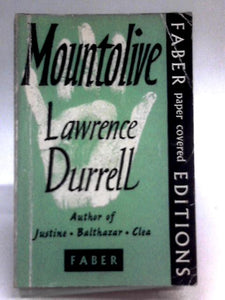 Mountolive
Lawrence
Durrell
Author of
Justine • Balthazar • Clea
FABER
FABER paper covered EDITIONS